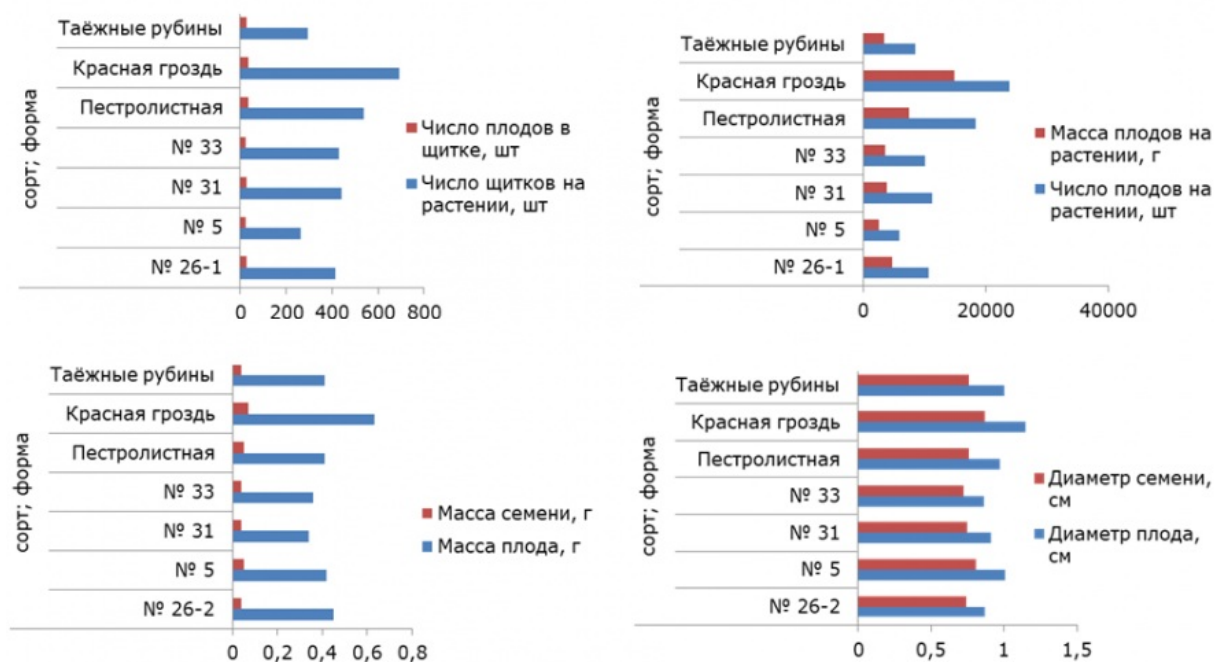 сорт; форма
Таёжные рубины
Красная гроздь
Пестролистная
№ 33
№ 31
№ 5
№ 26-1
0 200 400 600 800
Число плодов в
щитке, шт
Число щитков на
растении, шт
сорт; форма
Таёжные рубины
Красная гроздь
Пестролистная
№ 33
№ 31
№ 5
№ 26-1
0 20000 40000
Масса плодов на
растении, г
Число плодов на
растении, шт
сорт; форма
Таёжные рубины
Красная гроздь
Пестролистная
№ 33
№ 31
№ 5
№ 26-2
0 0,2 0,4 0,6 0,8
Масса семени, г
Масса плода, г
сорт; форма
Таёжные рубины
Красная гроздь
Пестролистная
№ 33
№ 31
№ 5
№ 26-2
0 0,5 1 1,5
Диаметр семени,
см
Диаметр плода,
см